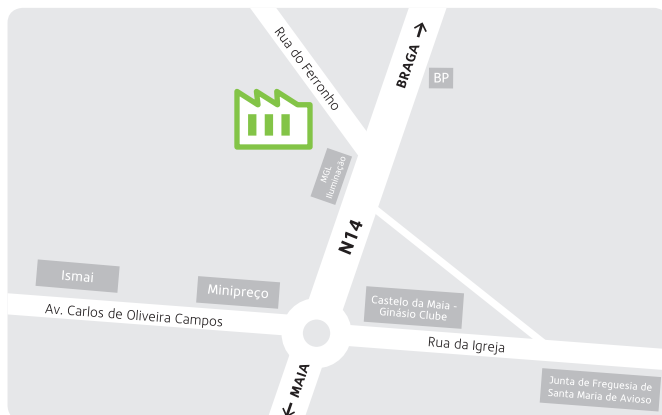 Rua do Ferronho
BRAGA →
BP
MGL
Iluminação
N14
Ismai
Minipreço
Castelo da Maia -
Ginásio Clube
Av. Carlos de Oliveira Campos
Rua da Igreja
← MAIA
Junta de Freguesia de
Santa Maria de Avioso